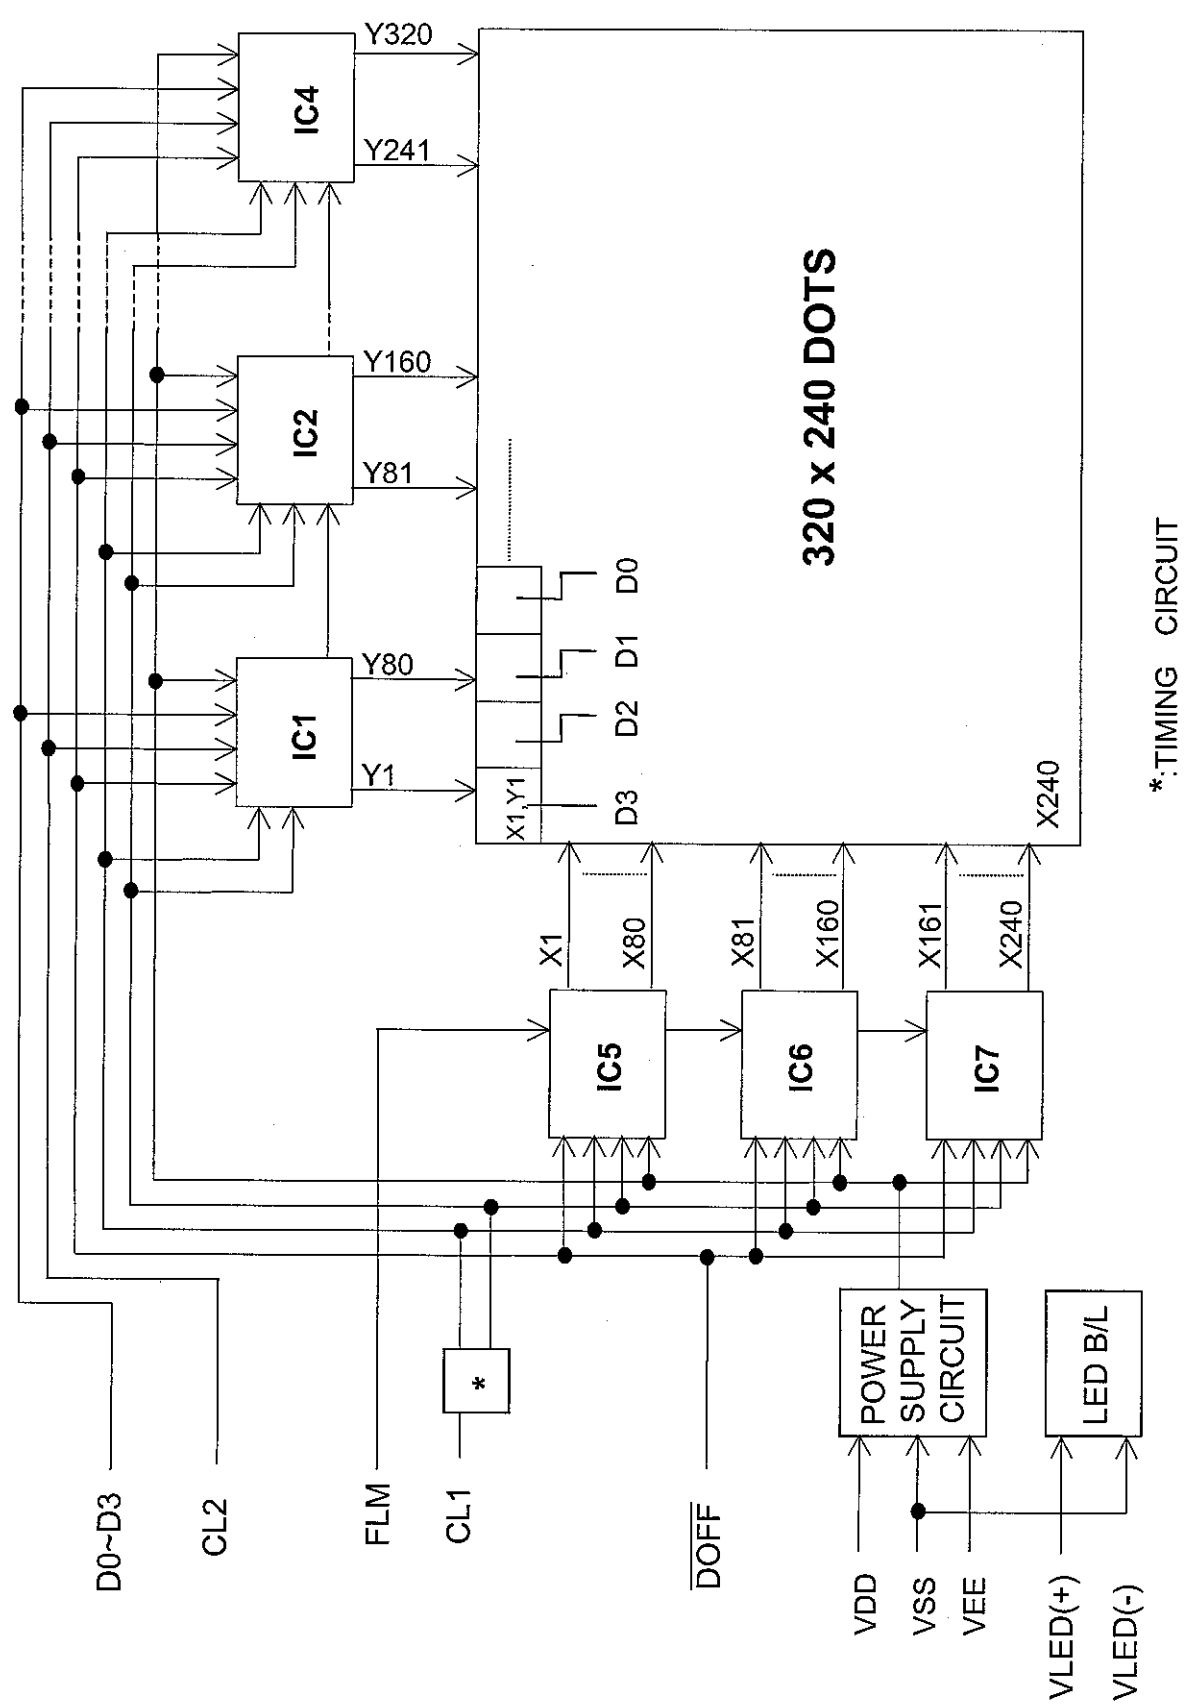 D0~D3
CL2
FLM
CL1
DOFF
VDD
VSS
VEE
VLED(+)
VLED(-)
*
POWER
SUPPLY
CIRCUIT
LED B/L
IC5
IC6
IC7
X1
X80
X81
X160
X161
X240
IC1
IC2
IC4
Y1
Y80
Y81
Y160
Y241
Y320
X1,Y1
D3
D2
D1
D0
320 x 240 DOTS
X240
*:TIMING CIRCUIT